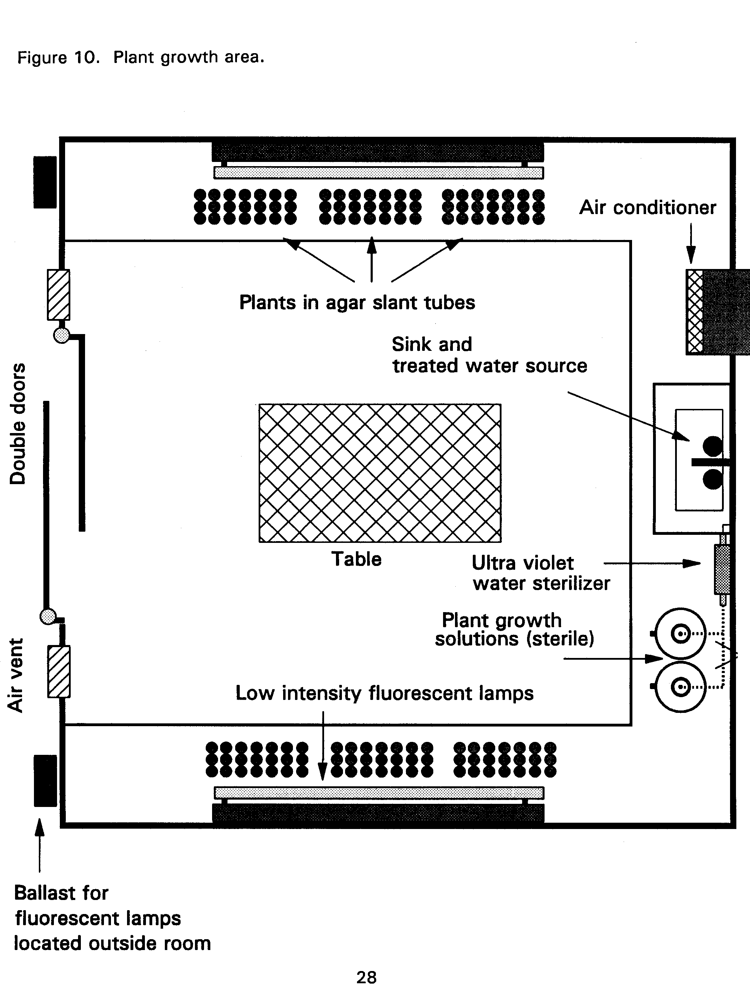 Figure 10. Plant growth area.
Air conditioner
Plants in agar slant tubes
Sink and
treated water source
Double doors
Table
Ultra violet
water sterilizer
Plant growth
solutions (sterile)
Air vent
Low intensity fluorescent lamps
Ballast for
fluorescent lamps
located outside room
28